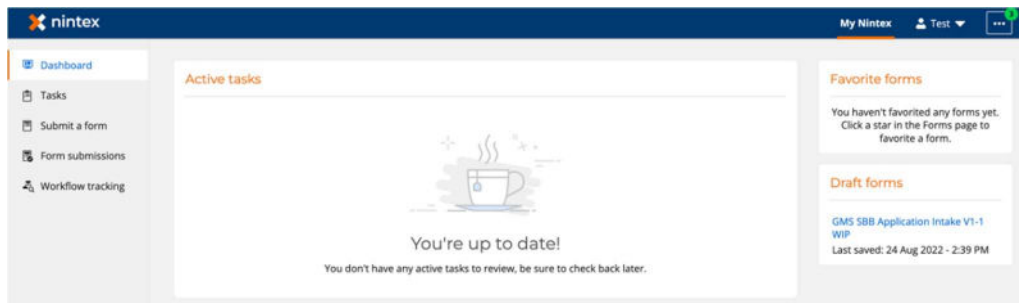 nintex
My Nintex
Test
Dashboard
Tasks
Submit a form
Form submissions
Workflow tracking
Active tasks
You're up to date!
You don't have any active tasks to review, be sure to check back later.
Favorite forms
You haven't favorited any forms yet.
Click a star in the Forms page to
favorite a form.
Draft forms
GMS SBB Application Intake V1-1
WIP
Last saved: 24 Aug 2022 - 2:39 PM